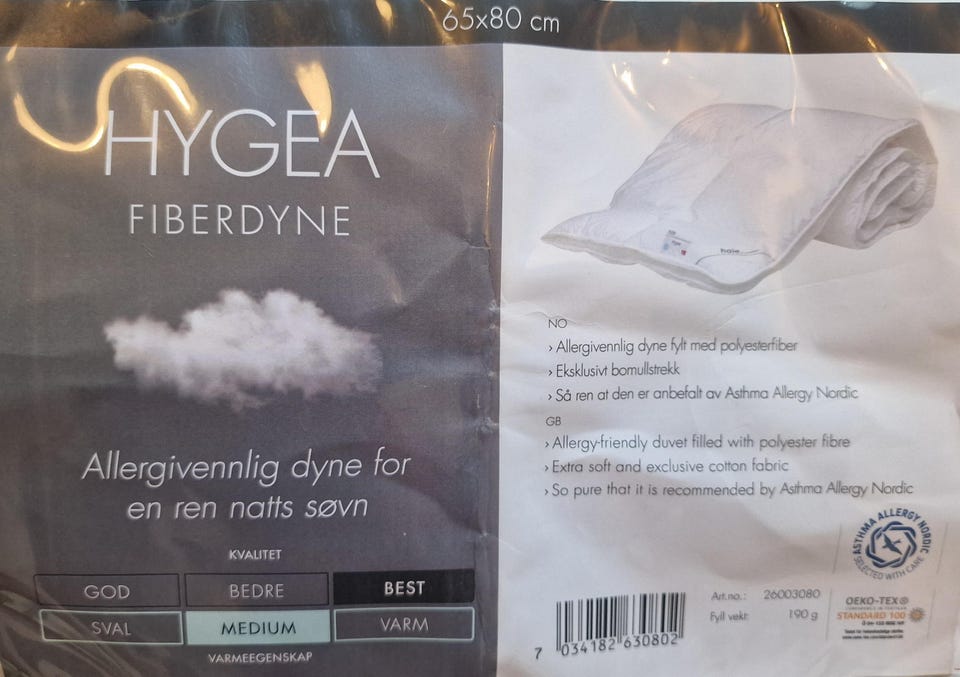 65x80 cm
HYGEA
FIBERDYNE
Allergivennlig dyne for
en ren natts søvn
KVALITET
GOD BEDRE BEST
SVAL MEDIUM VARM
VARMEEGENSKAP
høie
NO
› Allergivennlig dyne fylt med polyesterfiber
› Eksklusivt bomullstrekk
› Så ren at den er anbefalt av Asthma Allergy Nordic
GB
› Allergy-friendly duvet filled with polyester fibre
› Extra soft and exclusive cotton fabric
› So pure that it is recommended by Asthma Allergy Nordic
ASTHMA ALLERGY NORDIC
SELECTED WITH CARE
Art.no.: 26003080
Fyll vekt: 190 g
7 034182 630802
OEKO-TEX®
CONFIDENCE IN TEXTILES
STANDARD 100